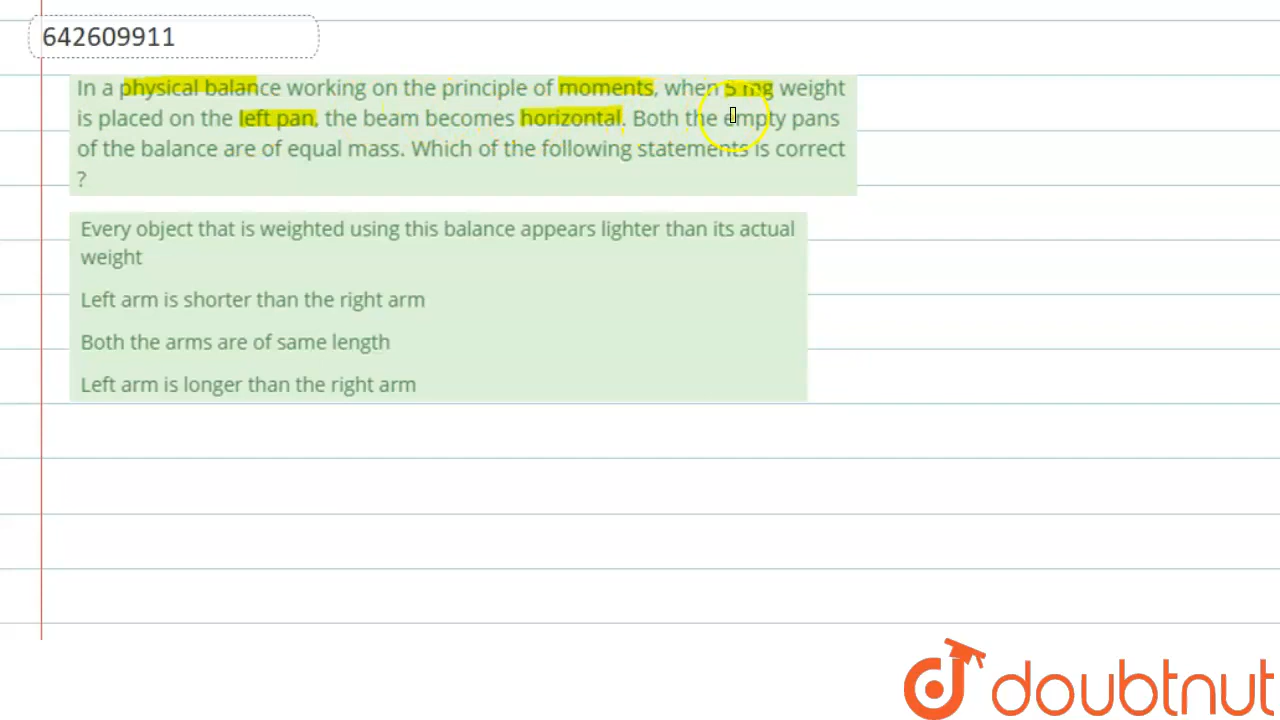 642609911
In a physical balance working on the principle of moments, when 5 mg weight
is placed on the left pan, the beam becomes horizontal. Both the empty pans
of the balance are of equal mass. Which of the following statements is correct
?
Every object that is weighted using this balance appears lighter than its actual
weight
Left arm is shorter than the right arm
Both the arms are of same length
Left arm is longer than the right arm
doubtnut